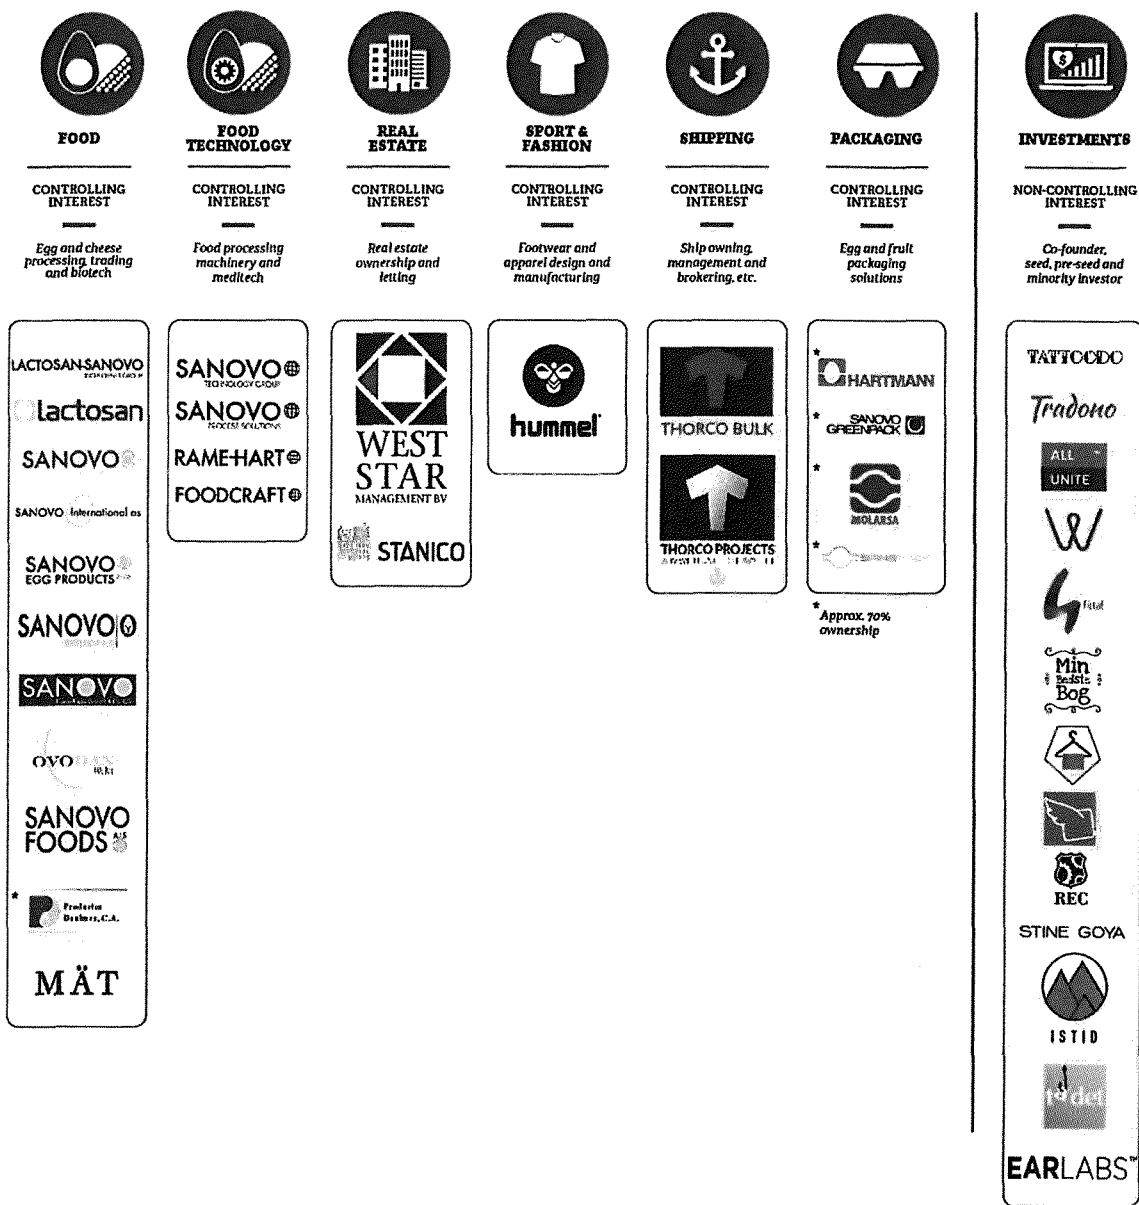 FOOD
CONTROLLING
INTEREST
Egg and cheese
processing, trading
and biotech
LACTOSAN-SANOVO
Lactosan
SANOVO
SANOVO International as
SANOVO
EGG PRODUCTS
SANOVO
SANOVO
OVODAN
SANOVO
FOODS A/S
*
Productos
Daneses, C.A.
MÄT
FOOD
TECHNOLOGY
CONTROLLING
INTEREST
Food processing
machinery and
meditech
SANOVO
TECHNOLOGY GROUP
SANOVO
PROCESS SOLUTIONS
RAME-HART
FOODCRAFT
REAL
ESTATE
CONTROLLING
INTEREST
Real estate
ownership and
letting
WEST
STAR
MANAGEMENT BV
STANICO
SPORT &
FASHION
CONTROLLING
INTEREST
Footwear and
apparel design and
manufacturing
hummel
SHIPPING
CONTROLLING
INTEREST
Ship owning,
management and
brokering, etc.
THORCO BULK
THORCO PROJECTS
PACKAGING
CONTROLLING
INTEREST
Egg and fruit
packaging
solutions
*
HARTMANN
*
SANOVO
GREENPACK
*
MOLARSA
*
* Approx. 70%
ownership
INVESTMENTS
NON-CONTROLLING
INTEREST
Co-founder,
seed, pre-seed and
minority investor
$
TATTOODO
Tradono
ALL
UNITE
W
Min
Bedste
Bog
REC
STINE GOYA
ISTID
EARLABS™